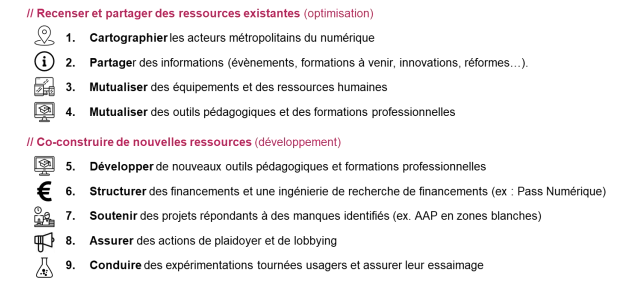 // Recenser et partager des ressources existantes (optimisation)
1. Cartographier les acteurs métropolitains du numérique
2. Partager des informations (évènements, formations à venir, innovations, réformes…).
3. Mutualiser des équipements et des ressources humaines
4. Mutualiser des outils pédagogiques et des formations professionnelles
// Co-construire de nouvelles ressources (développement)
5. Développer de nouveaux outils pédagogiques et formations professionnelles
€ 6. Structurer des financements et une ingénierie de recherche de financements (ex : Pass Numérique)
7. Soutenir des projets répondants à des manques identifiés (ex. AAP en zones blanches)
8. Assurer des actions de plaidoyer et de lobbying
9. Conduire des expérimentations tournées usagers et assurer leur essaimage